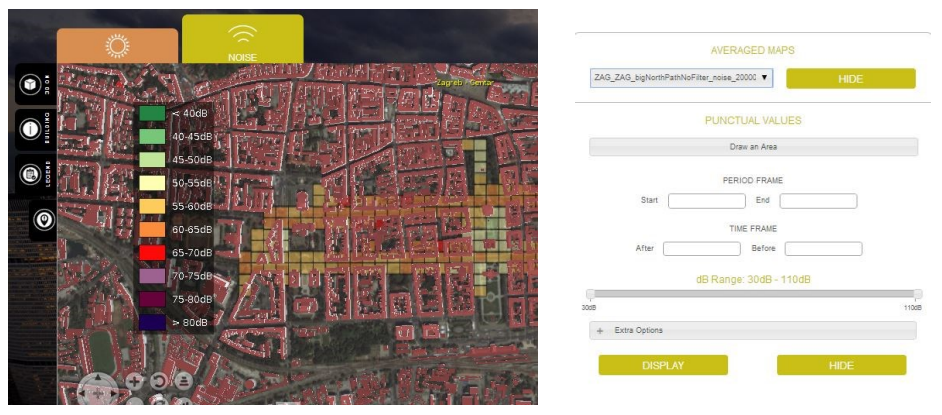 NOISE
Zagreb / Centar
3D ON
BUILDING
LEGEND
< 40dB
40-45dB
45-50dB
50-55dB
55-60dB
60-65dB
65-70dB
70-75dB
75-80dB
> 80dB
AVERAGED MAPS
ZAG_ZAG_bigNorthPathNoFilter_noise_20000
HIDE
PUNCTUAL VALUES
Draw an Area
PERIOD FRAME
Start End
TIME FRAME
After Before
dB Range: 30dB - 110dB
30dB 110dB
+ Extra Options
DISPLAY HIDE